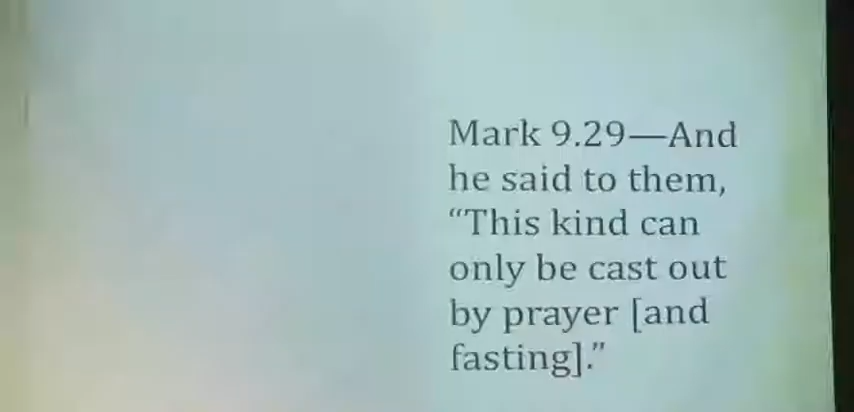 Mark 9.29—And
he said to them,
“This kind can
only be cast out
by prayer [and
fasting].”